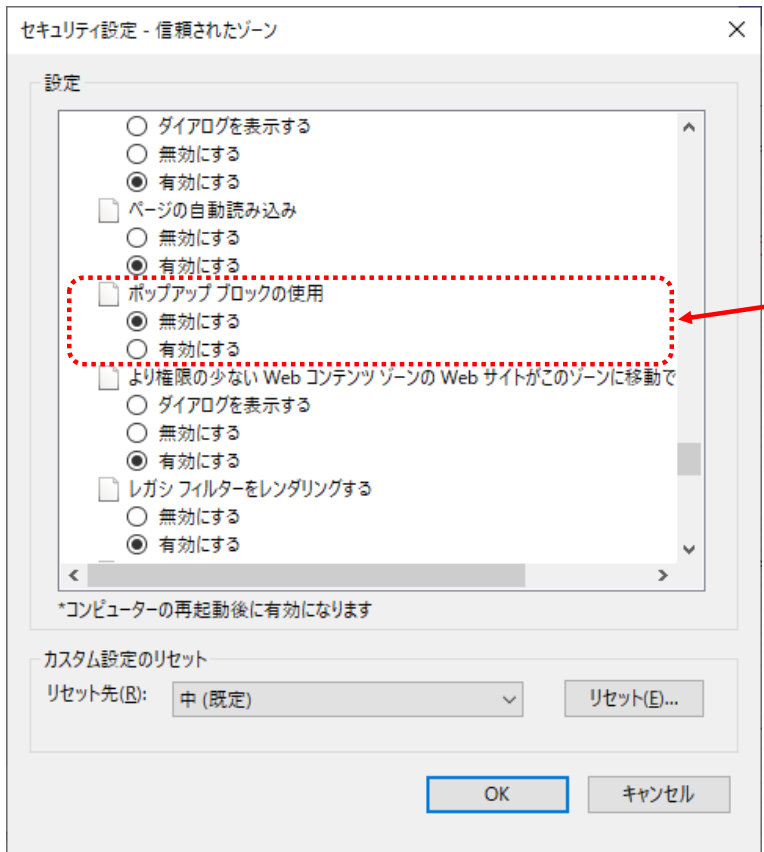 セキュリティ設定 - 信頼されたゾーン
設定
ダイアログを表示する
無効にする
有効にする
ページの自動読み込み
無効にする
有効にする
ポップアップ ブロックの使用
無効にする
有効にする
より権限の少ない Web コンテンツ ゾーンの Web サイトがこのゾーンに移動で
ダイアログを表示する
無効にする
有効にする
レガシ フィルターをレンダリングする
無効にする
有効にする
*コンピューターの再起動後に有効になります
カスタム設定のリセット
リセット先(R): 中 (既定) リセット(E)...
OK キャンセル